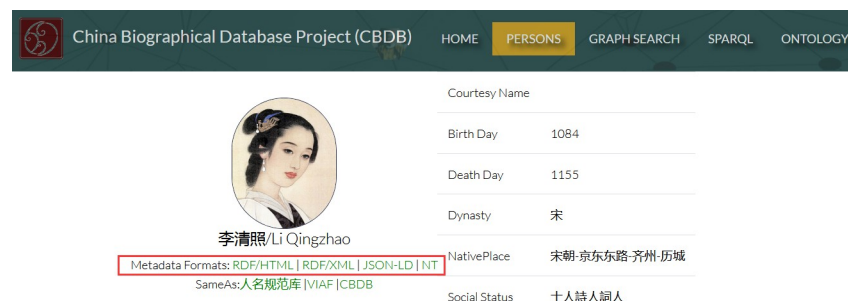 China Biographical Database Project (CBDB) HOME PERSONS GRAPH SEARCH SPARQL ONTOLOGY
Courtesy Name
Birth Day 1084
Death Day 1155
Dynasty 宋
李清照/Li Qingzhao
Metadata Formats: RDF/HTML | RDF/XML | JSON-LD | NT
NativePlace 宋朝-京东东路-齐州-历城
SameAs:人名规范库 |VIAF |CBDB
Social Status 十人詩人詞人